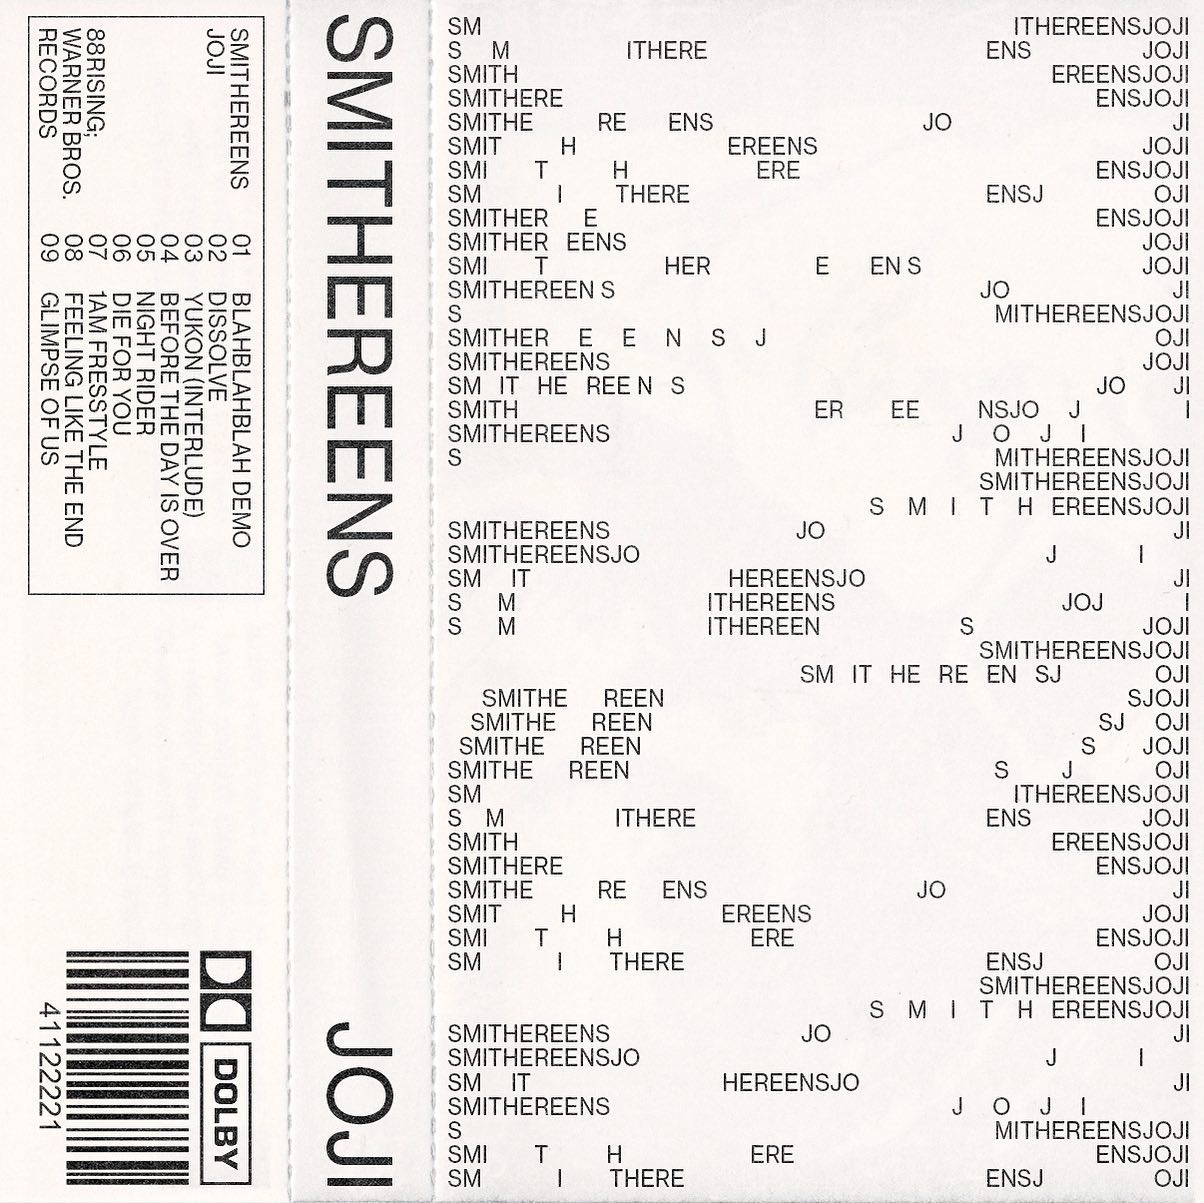 SMITHEREENS
JOJI
88RISING;
WARNER BROS.
RECORDS
01 BLAHBLAHBLAH DEMO
02 DISSOLVE
03 YUKON (INTERLUDE)
04 BEFORE THE DAY IS OVER
05 NIGHT RIDER
06 DIE FOR YOU
07 1AM FRESSTYLE
08 FEELING LIKE THE END
09 GLIMPSE OF US
DOLBY
41122221
SMITHEREENS JOJI
SM ITHEREENSJOJI
S M ITHERE ENS JOJI
SMITH EREENSJOJI
SMITHERE ENSJOJI
SMITHE RE ENS JO JI
SMIT H EREENS JOJI
SMI T H ERE ENSJOJI
SM I THERE ENSJ OJI
SMITHER E ENSJOJI
SMITHER EENS JOJI
SMI T HER E EN S JOJI
SMITHEREEN S JO JI
S MITHEREENSJOJI
SMITHER E E N S J OJI
SMITHEREENS JOJI
SM IT HE REE N S JO JI
SMITH ER EE NSJO J I
SMITHEREENS J O J I
S MITHEREENSJOJI
SMITHEREENSJOJI
S M I T H EREENSJOJI
SMITHEREENS JO JI
SMITHEREENSJO J I
SM IT HEREENSJO JI
S M ITHEREENS JOJ I
S M ITHEREEN S JOJI
SMITHEREENSJOJI
SM IT HE RE EN SJ OJI
SMITHE REEN SJOJI
SMITHE REEN SJ OJI
SMITHE REEN S JOJI
SMITHE REEN S J OJI
SM ITHEREENSJOJI
S M ITHERE ENS JOJI
SMITH EREENSJOJI
SMITHERE ENSJOJI
SMITHE RE ENS JO JI
SMIT H EREENS JOJI
SMI T H ERE ENSJOJI
SM I THERE ENSJ OJI
SMITHEREENSJOJI
S M I T H EREENSJOJI
SMITHEREENS JO JI
SMITHEREENSJO J I
SM IT HEREENSJO JI
SMITHEREENS J O J I
S MITHEREENSJOJI
SMI T H ERE ENSJOJI
SM I THERE ENSJ OJI